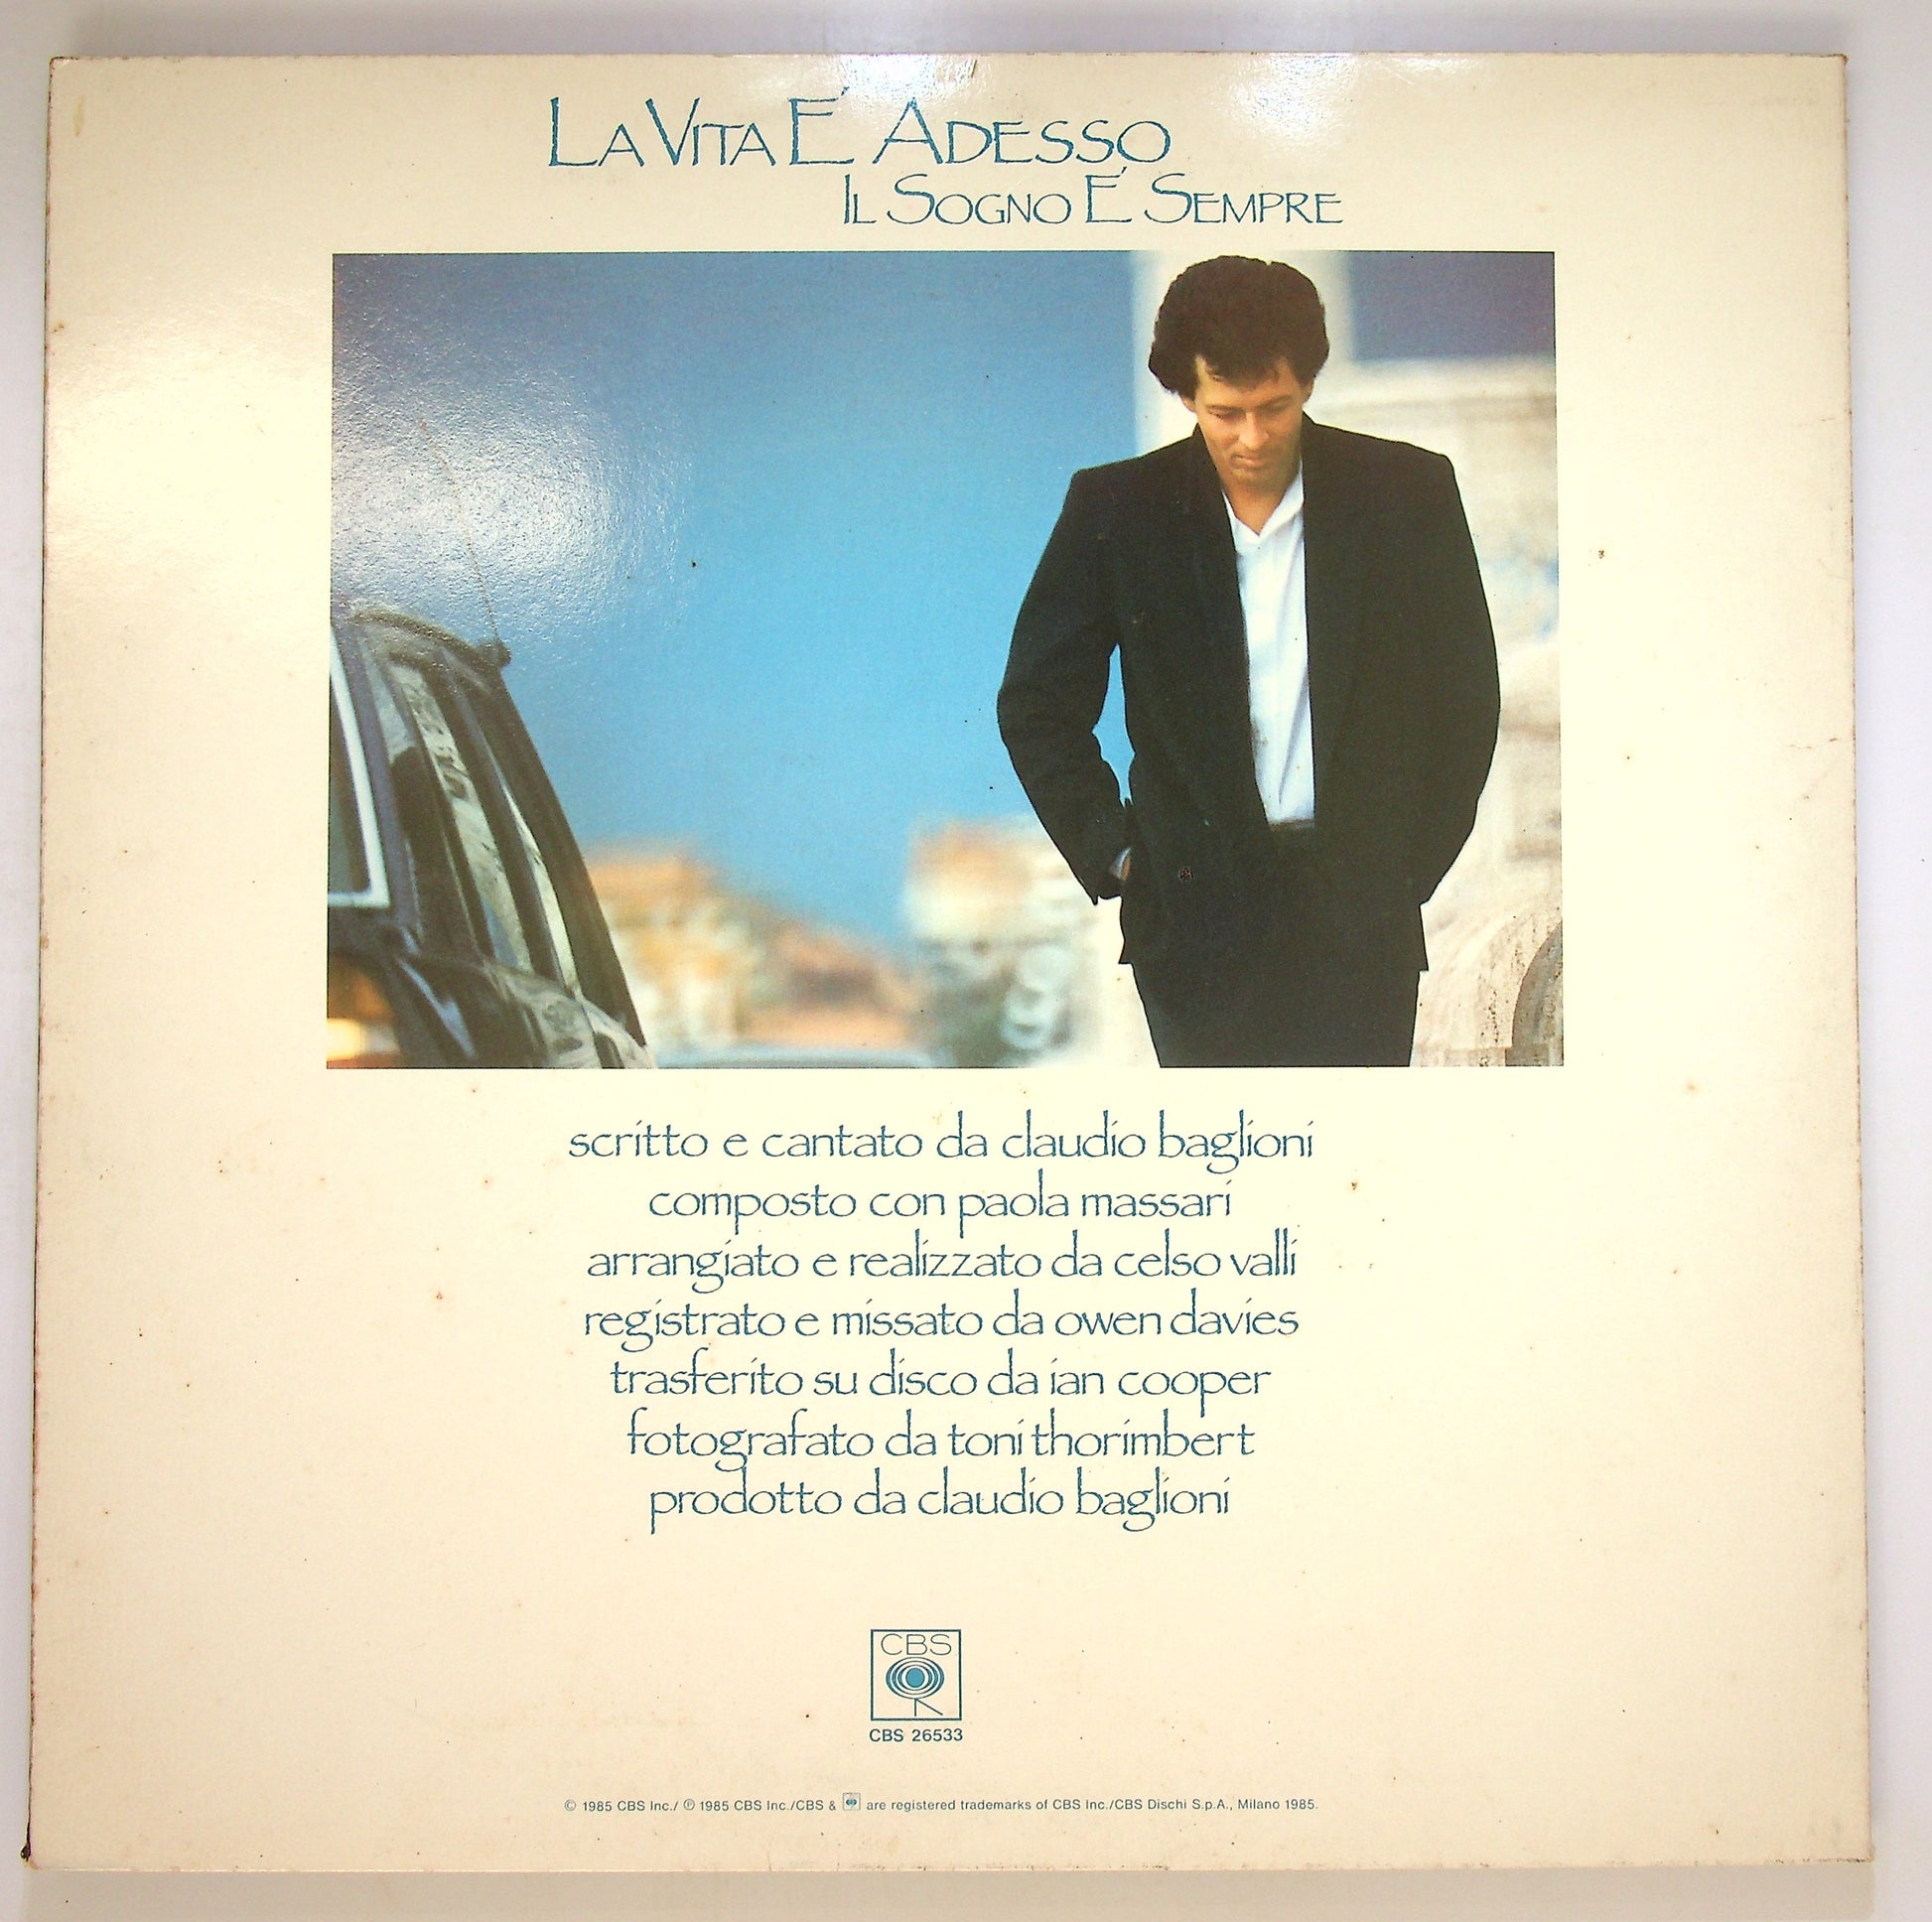 LA VITA E' ADESSO
IL SOGNO E' SEMPRE
scritto e cantato da claudio baglioni
composto con paola massari
arrangiato e realizzato da celso valli
registrato e missato da owen davies
trasferito su disco da ian cooper
fotografato da toni thorimbert
prodotto da claudio baglioni
CBS
CBS 26533
© 1985 CBS Inc./ ℗ 1985 CBS Inc./CBS & are registered trademarks of CBS Inc./CBS Dischi S.p.A., Milano 1985.